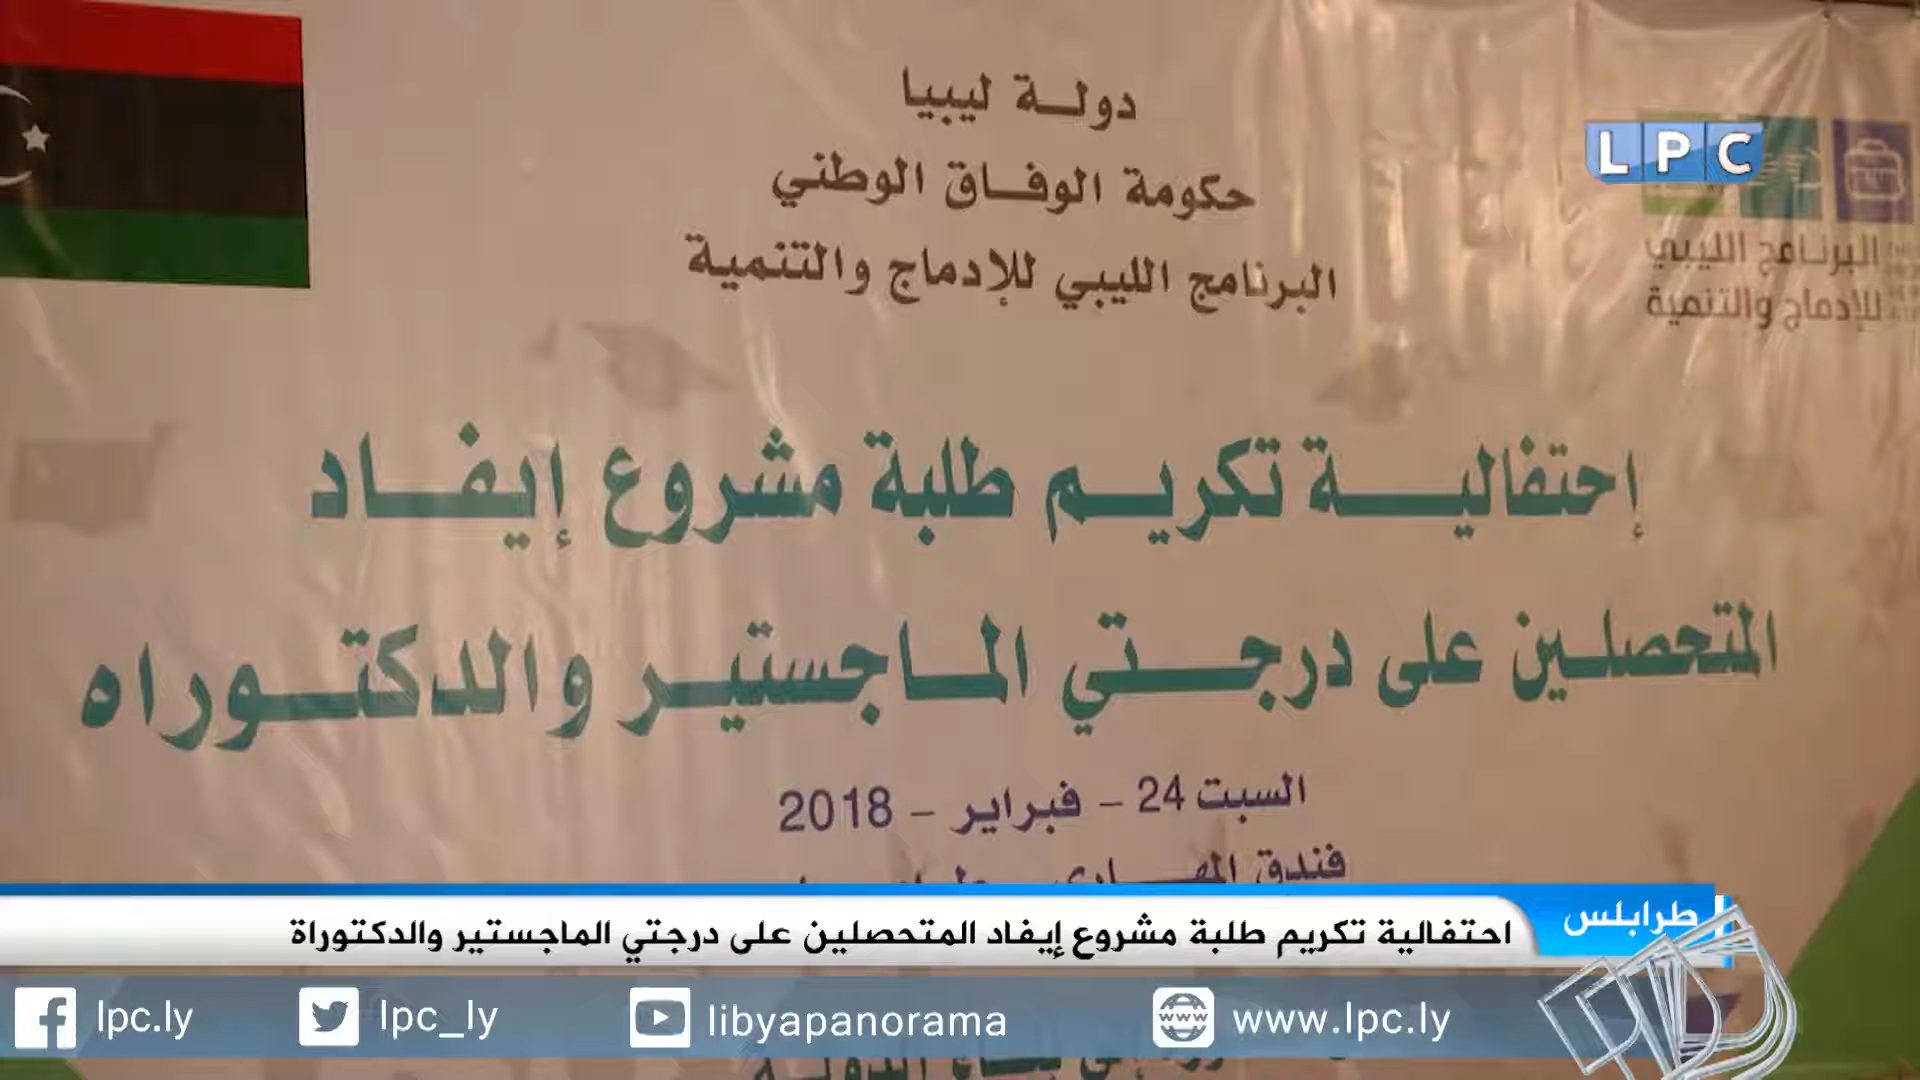 دولة ليبيا
حكومة الوفاق الوطني
البرنامج الليبي للإدماج والتنمية
LPC
البرنامج الليبي
للإدماج والتنمية
إحتفالية تكريم طلبة مشروع إيفاد
المتحصلين على درجتي الماجستير والدكتوراه
السبت 24 - فبراير - 2018
فندق
طرابلس
احتفالية تكريم طلبة مشروع إيفاد المتحصلين على درجتي الماجستير والدكتوراة
lpc.ly
lpc_ly
libyapanorama
www.lpc.ly